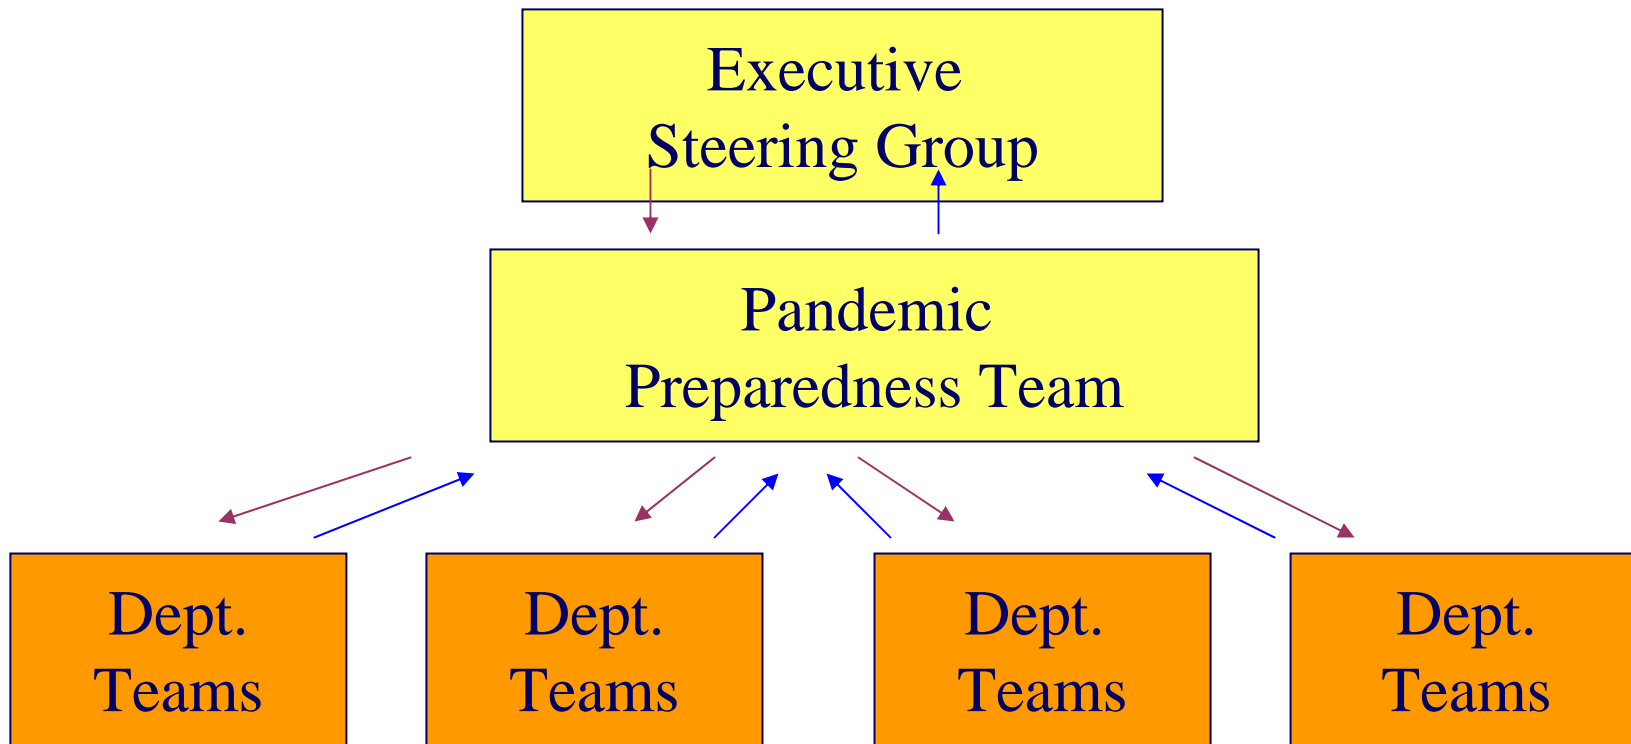 Executive
Steering Group
Pandemic
Preparedness Team
Dept.
Teams
Dept.
Teams
Dept.
Teams
Dept.
Teams